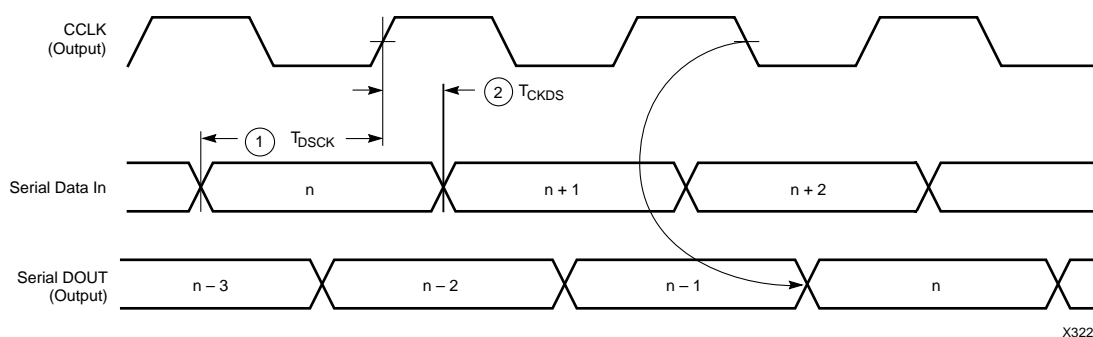 CCLK
(Output)
② TCKDS
① TDSCK
Serial Data In
n
n + 1
n + 2
Serial DOUT
(Output)
n – 3
n – 2
n – 1
n
X322